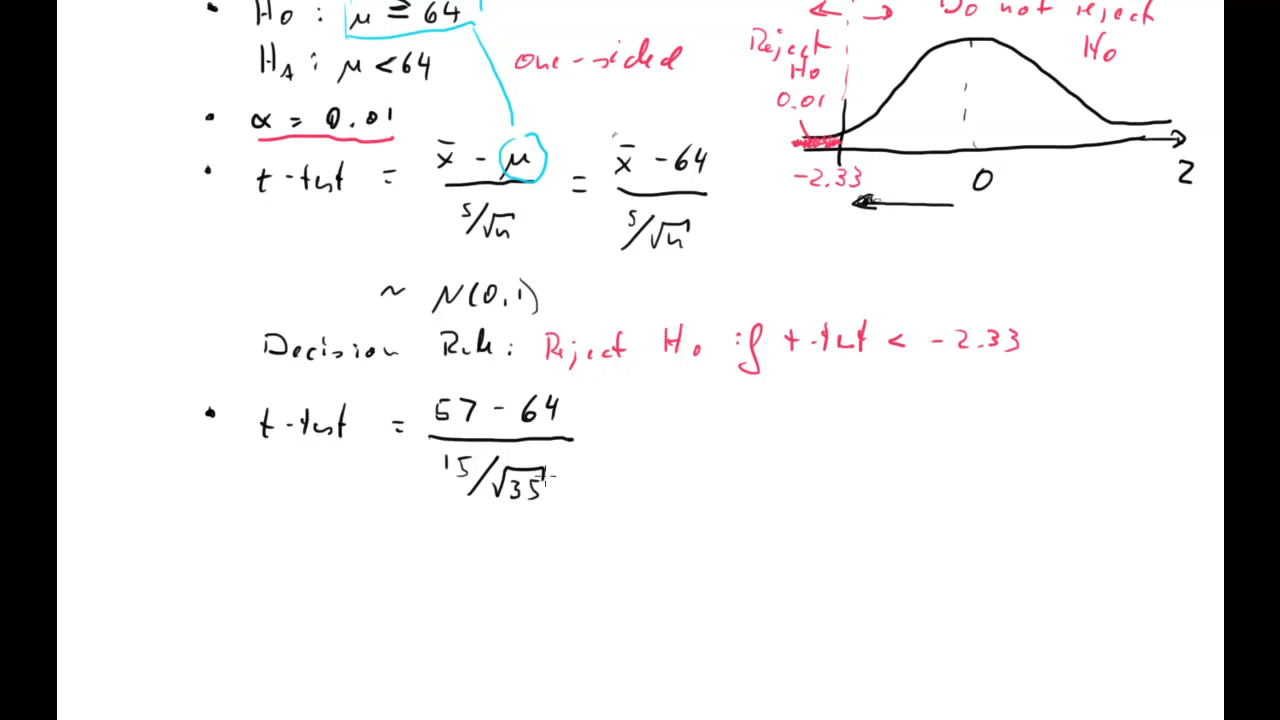 • H0 : μ ≥ 64
HA : μ < 64
one-sided
• α = 0.01
• t-test = x̄ - μ / s/√n = x̄ - 64 / s/√n
~ N(0,1)
Decision Rule: Reject H0 if t-test < -2.33
• t-test = 57 - 64 / 15/√35
Do not reject
H0
Reject
H0
0.01
-2.33
0
Z